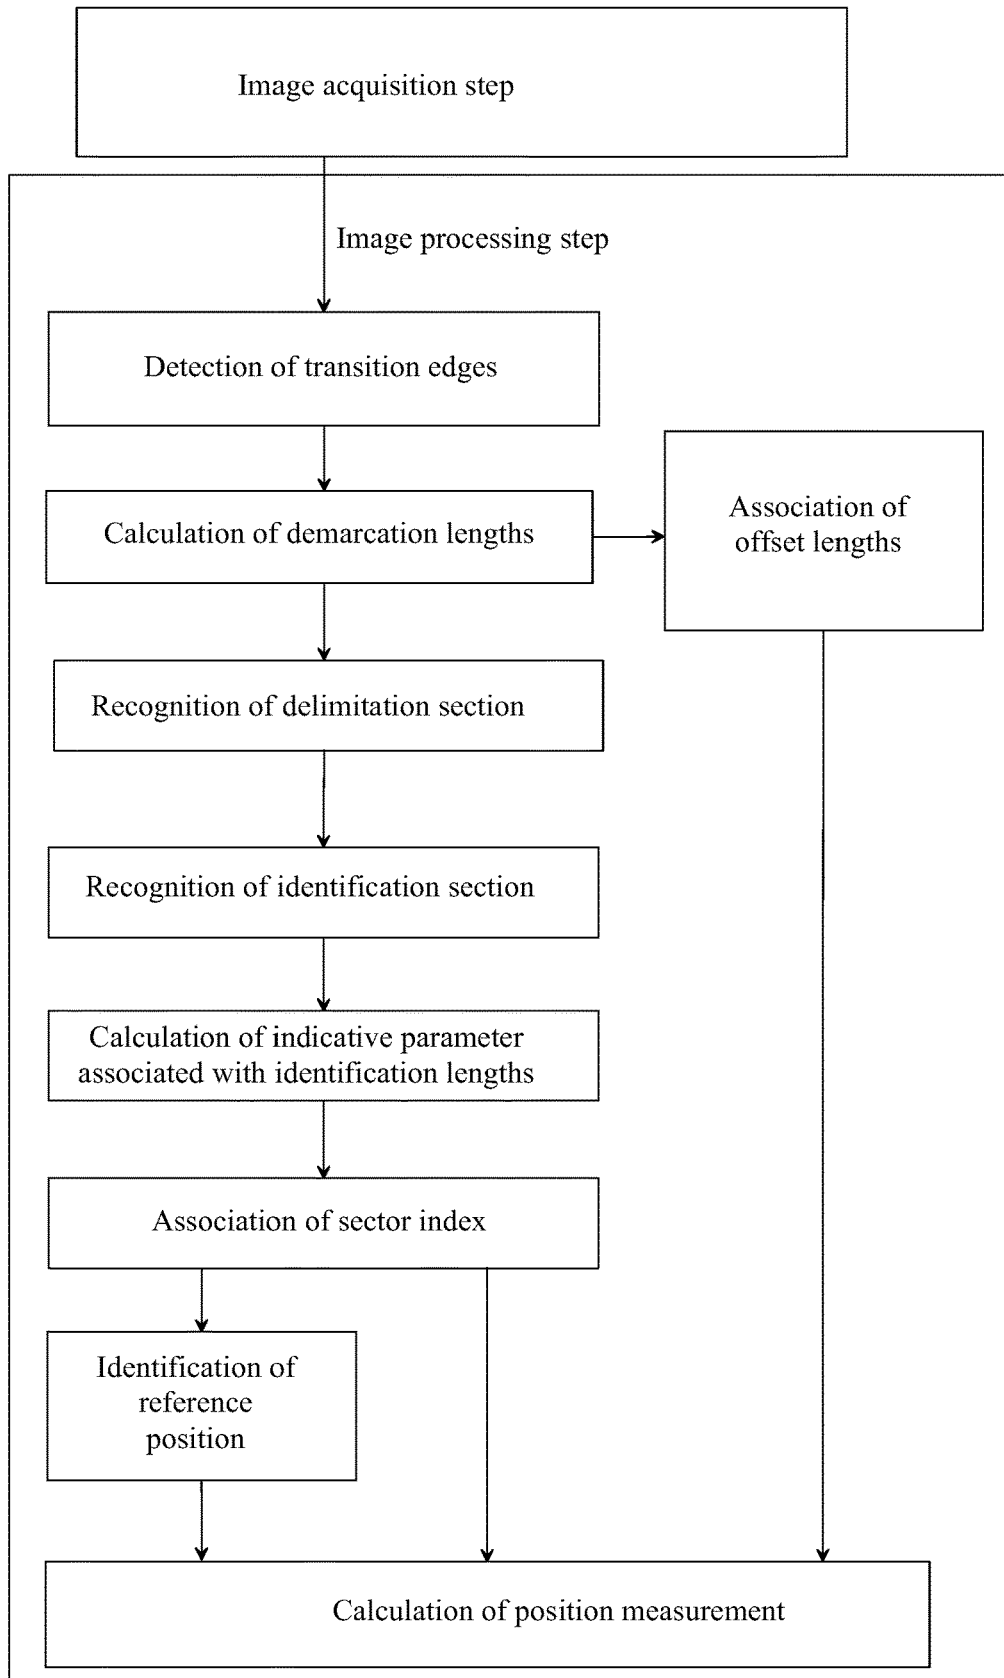 Image acquisition step
Image processing step
Detection of transition edges
Calculation of demarcation lengths
Association of
offset lengths
Recognition of delimitation section
Recognition of identification section
Calculation of indicative parameter
associated with identification lengths
Association of sector index
Identification of
reference
position
Calculation of position measurement